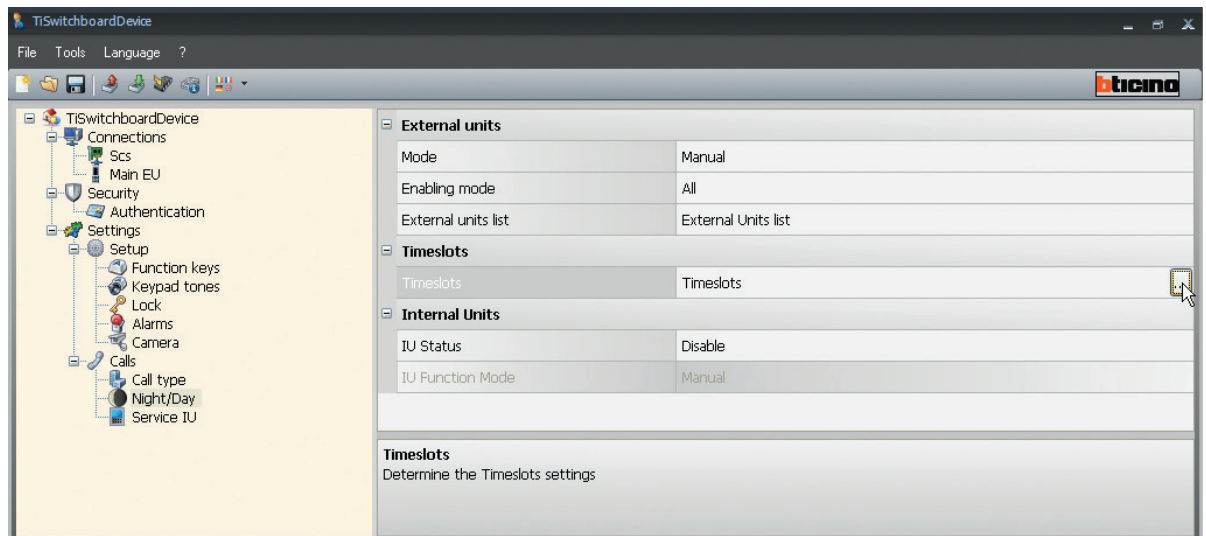 TiSwitchboardDevice
File Tools Language ?
bticino
TiSwitchboardDevice
Connections
Scs
Main EU
Security
Authentication
Settings
Setup
Function keys
Keypad tones
Lock
Alarms
Camera
Calls
Call type
Night/Day
Service IU
External units
Mode Manual
Enabling mode All
External units list External Units list
Timeslots
Timeslots Timeslots ...
Internal Units
IU Status Disable
IU Function Mode Manual
Timeslots
Determine the Timeslots settings